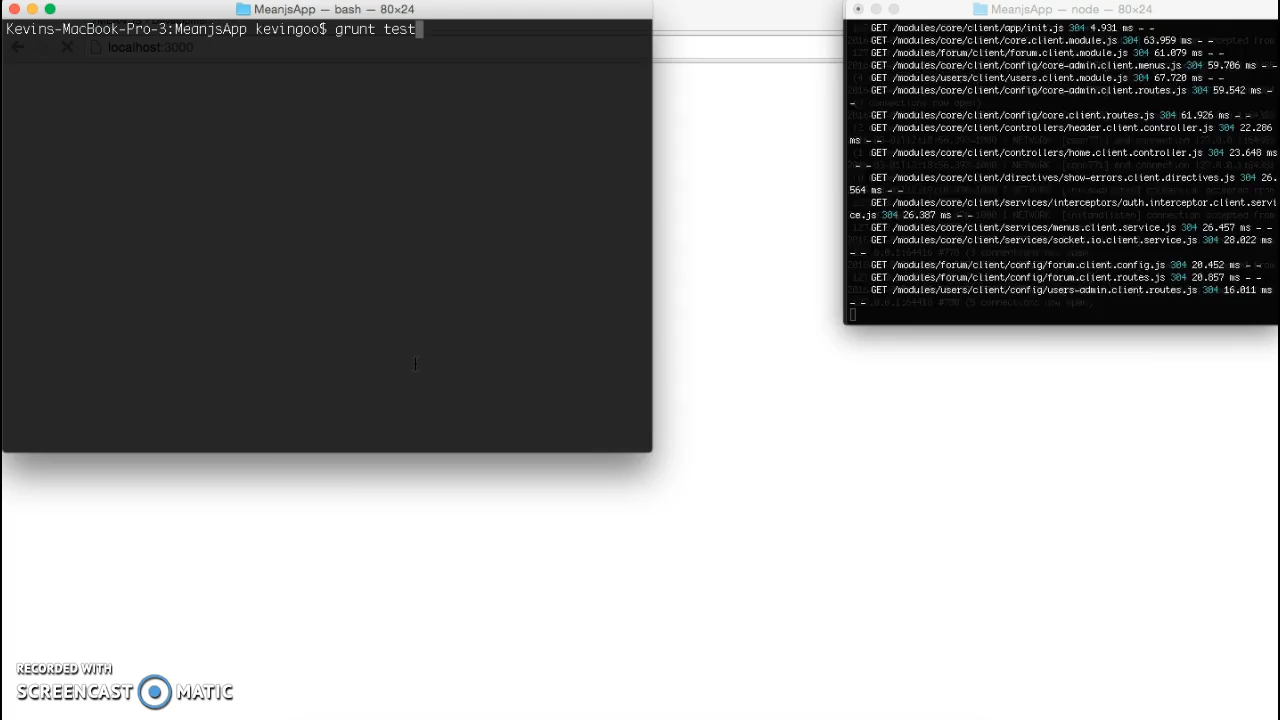 MeanjsApp — bash — 80×24
Kevins-MacBook-Pro-3:MeanjsApp kevingoo$ grunt test
localhost:3000
MeanjsApp — node — 80×24
GET /modules/core/client/app/init.js 304 4.931 ms - -
GET /modules/core/client/core.client.module.js 304 63.959 ms - -
GET /modules/forum/client/forum.client.module.js 304 61.079 ms - -
GET /modules/core/client/config/core-admin.client.menus.js 304 59.706 ms - -
GET /modules/users/client/users.client.module.js 304 67.720 ms - -
GET /modules/core/client/config/core-admin.client.routes.js 304 59.542 ms -
-
GET /modules/core/client/config/core.client.routes.js 304 61.926 ms - -
GET /modules/core/client/controllers/header.client.controller.js 304 22.286
ms - -
GET /modules/core/client/controllers/home.client.controller.js 304 23.648 ms
- -
GET /modules/core/client/directives/show-errors.client.directives.js 304 26.
564 ms - -
GET /modules/core/client/services/interceptors/auth.interceptor.client.servi
ce.js 304 26.387 ms - -
GET /modules/core/client/services/menus.client.service.js 304 26.457 ms - -
GET /modules/core/client/services/socket.io.client.service.js 304 28.022 ms
- -
GET /modules/forum/client/config/forum.client.config.js 304 20.452 ms - -
GET /modules/forum/client/config/forum.client.routes.js 304 20.857 ms - -
GET /modules/users/client/config/users-admin.client.routes.js 304 16.011 ms
- -
RECORDED WITH
SCREENCAST MATIC